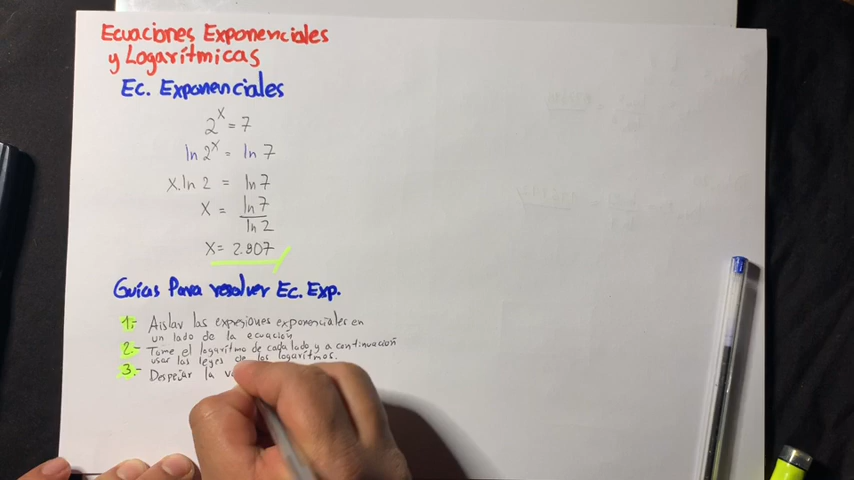 Ecuaciones Exponenciales
y Logarítmicas
Ec. Exponenciales
2^x = 7
ln 2^x = ln 7
x.ln 2 = ln 7
x = ln 7 / ln 2
x = 2.807
Guías Para resolver Ec. Exp.
1.- Aislar las expresiones exponenciales en
un lado de la ecuación
2.- Tome el logaritmo de cada lado y a continuación
usar las leyes de los logaritmos.
3.- Despejar la